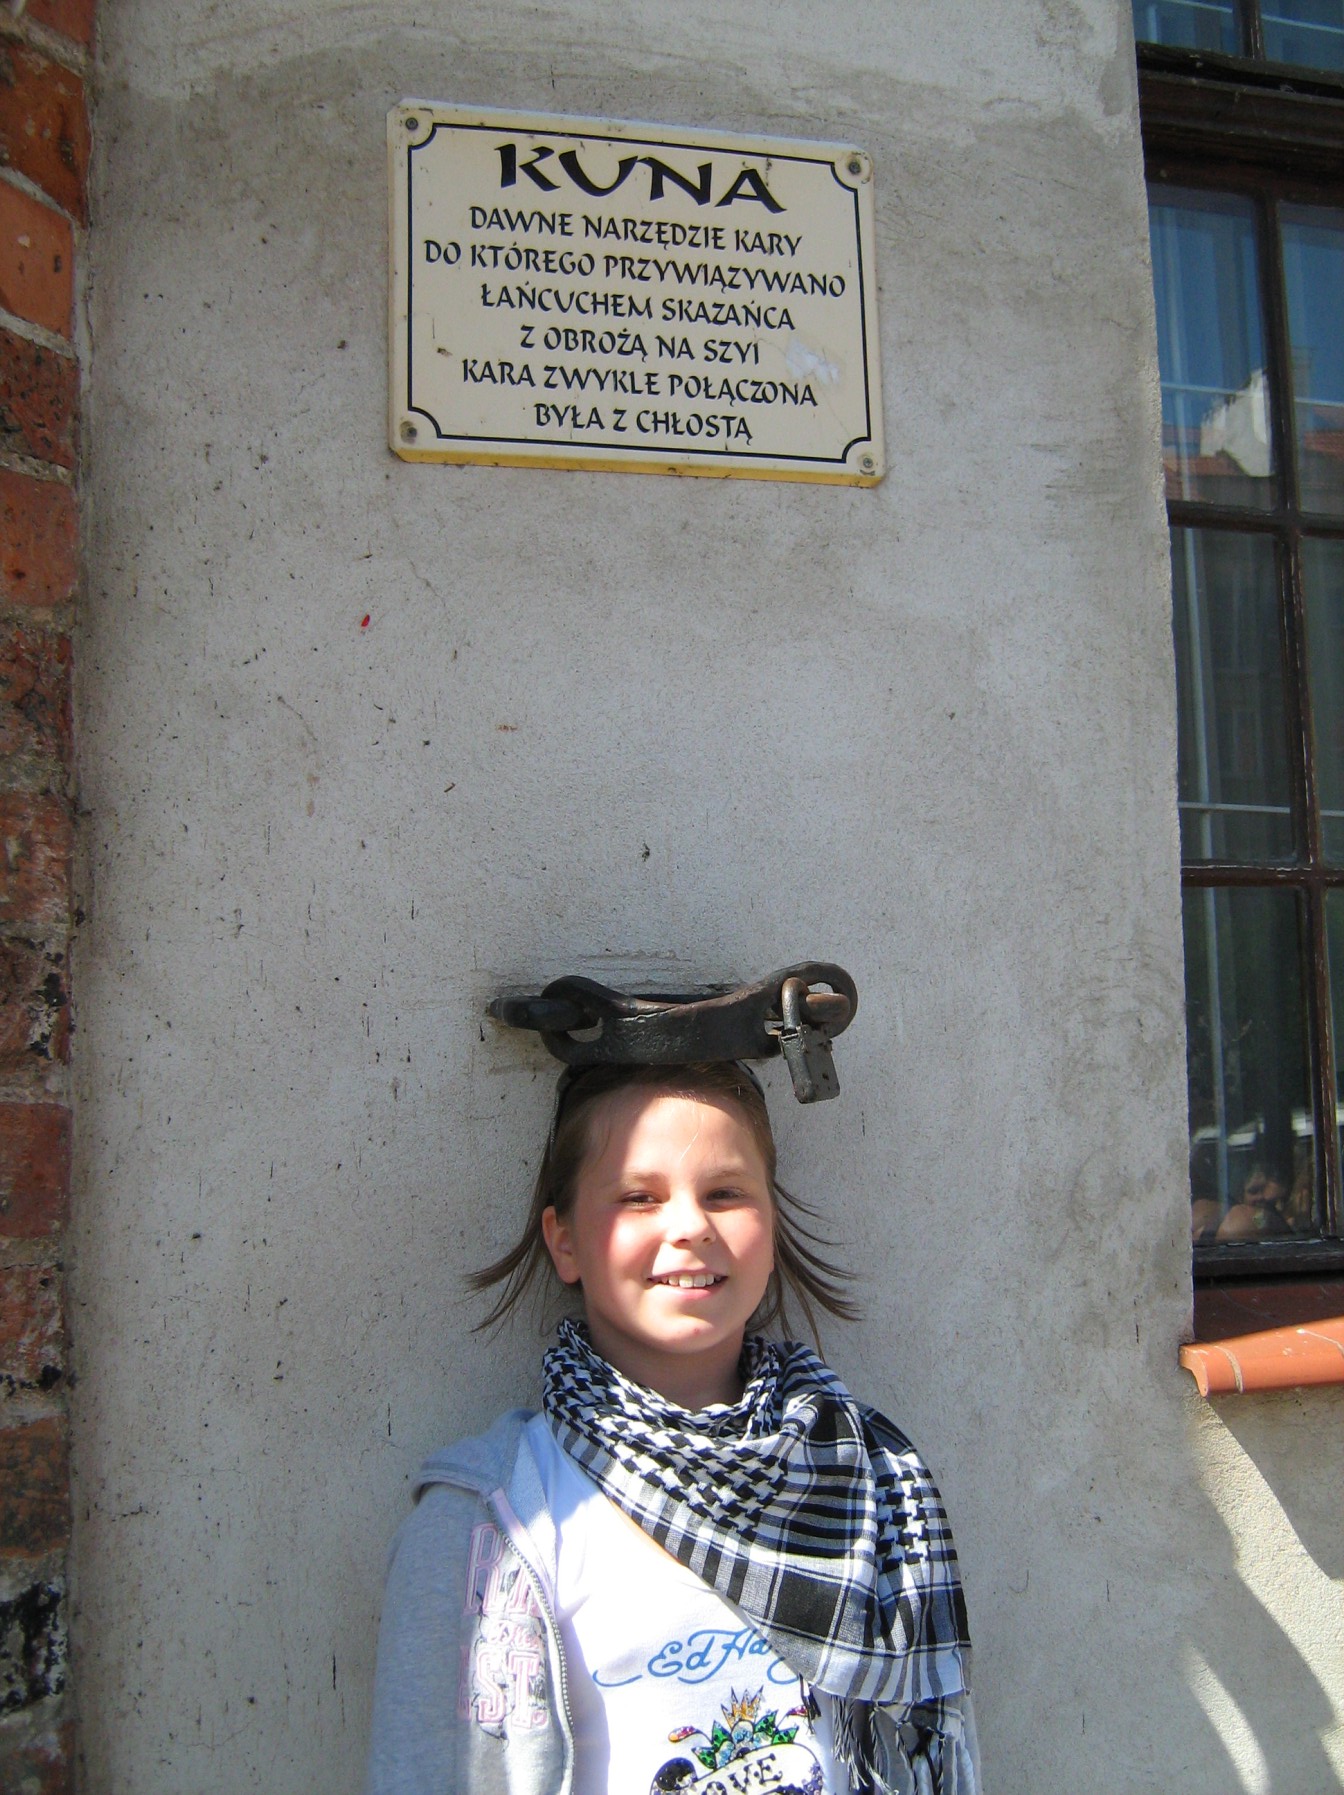 KUNA
DAWNE NARZĘDZIE KARY
DO KTÓREGO PRZYWIĄZYWANO
ŁAŃCUCHEM SKAZAŃCA
Z OBROŻĄ NA SZYI
KARA ZWYKLE POŁĄCZONA
BYŁA Z CHŁOSTĄ
Ed
LOVE